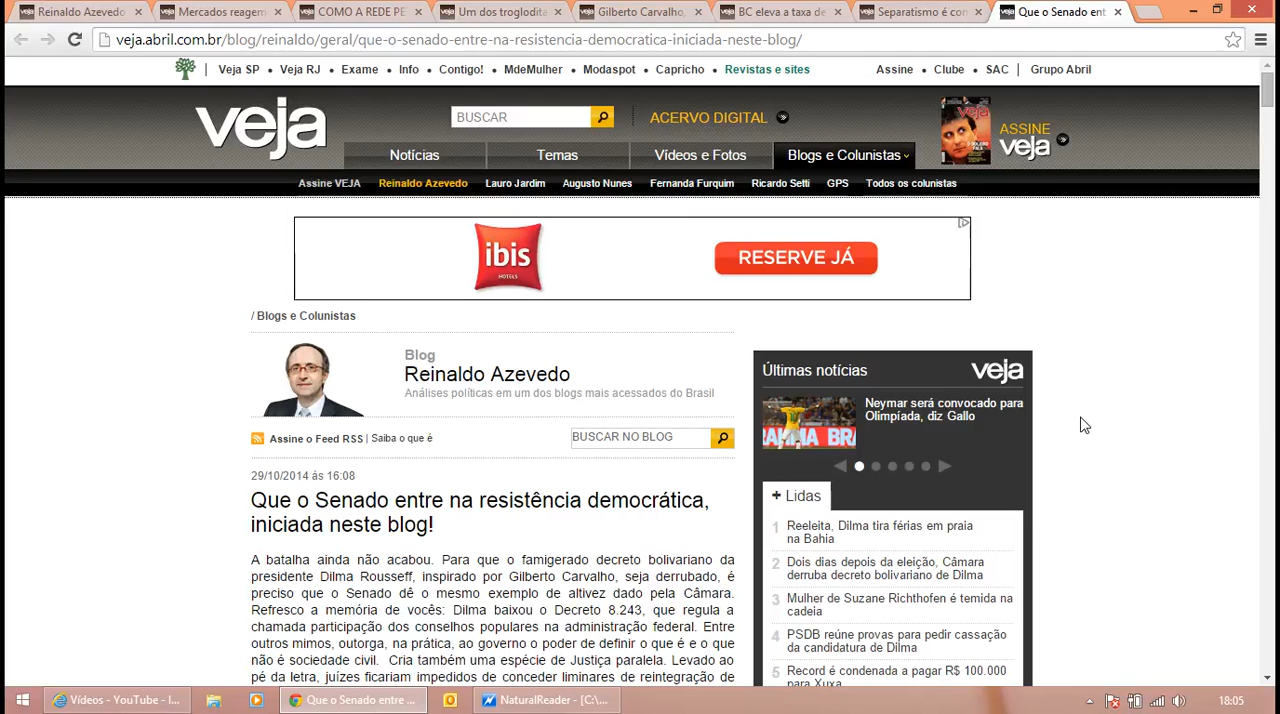 Reinaldo Azevedo
Mercados reagem
COMO A REDE PE
Um dos troglodita
Gilberto Carvalho,
BC eleva a taxa de
Separatismo é con
Que o Senado ent
veja.abril.com.br/blog/reinaldo/geral/que-o-senado-entre-na-resistencia-democratica-iniciada-neste-blog/
Veja SP • Veja RJ • Exame • Info • Contigo! • MdeMulher • Modaspot • Capricho • Revistas e sites
Assine • Clube • SAC | Grupo Abril
veja
BUSCAR
ACERVO DIGITAL
veja
ASSINE
veja
Notícias
Temas
Vídeos e Fotos
Blogs e Colunistas
Assine VEJA
Reinaldo Azevedo
Lauro Jardim
Augusto Nunes
Fernanda Furquim
Ricardo Setti
GPS
Todos os colunistas
ibis
HOTELS
RESERVE JÁ
/ Blogs e Colunistas
Blog
Reinaldo Azevedo
Análises políticas em um dos blogs mais acessados do Brasil
Assine o Feed RSS | Saiba o que é
BUSCAR NO BLOG
29/10/2014 às 16:08
Que o Senado entre na resistência democrática,
iniciada neste blog!
A batalha ainda não acabou. Para que o famigerado decreto bolivariano da
presidente Dilma Rousseff, inspirado por Gilberto Carvalho, seja derrubado, é
preciso que o Senado dê o mesmo exemplo de altivez dado pela Câmara.
Refresco a memória de vocês: Dilma baixou o Decreto 8.243, que regula a
chamada participação dos conselhos populares na administração federal. Entre
outros mimos, outorga, na prática, ao governo o poder de definir o que é e o que
não é sociedade civil. Cria também uma espécie de Justiça paralela. Levado ao
pé da letra, juízes ficariam impedidos de conceder liminares de reintegração de
Últimas notícias
veja
Neymar será convocado para
Olimpíada, diz Gallo
+ Lidas
1 Reeleita, Dilma tira férias em praia
na Bahia
2 Dois dias depois da eleição, Câmara
derruba decreto bolivariano de Dilma
3 Mulher de Suzane Richthofen é temida na
cadeia
4 PSDB reúne provas para pedir cassação
da candidatura de Dilma
5 Record é condenada a pagar R$ 100.000
para Xuxa
Vídeos - YouTube - I...
Que o Senado entre ...
NaturalReader - [C:\...
18:05